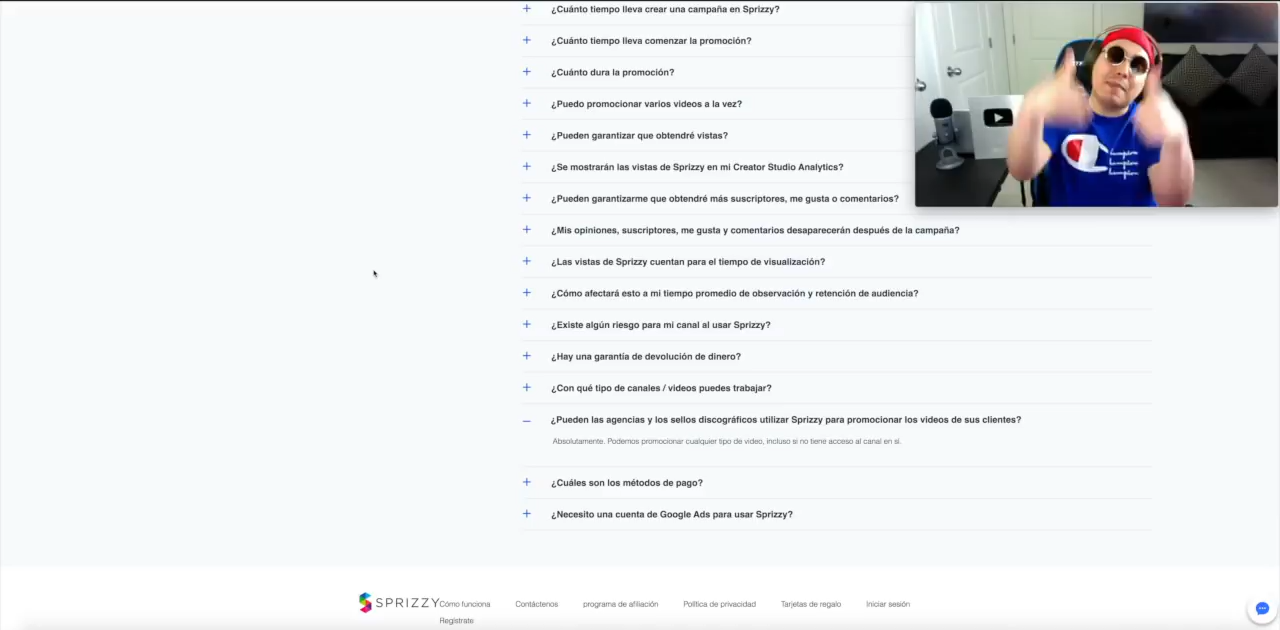 ¿Cuánto tiempo lleva crear una campaña en Sprizzy?
¿Cuánto tiempo lleva comenzar la promoción?
¿Cuánto dura la promoción?
¿Puedo promocionar varios videos a la vez?
¿Pueden garantizar que obtendré vistas?
¿Se mostrarán las vistas de Sprizzy en mi Creator Studio Analytics?
¿Pueden garantizarme que obtendré más suscriptores, me gusta o comentarios?
¿Mis opiniones, suscriptores, me gusta y comentarios desaparecerán después de la campaña?
¿Las vistas de Sprizzy cuentan para el tiempo de visualización?
¿Cómo afectará esto a mi tiempo promedio de observación y retención de audiencia?
¿Existe algún riesgo para mi canal al usar Sprizzy?
¿Hay una garantía de devolución de dinero?
¿Con qué tipo de canales / videos puedes trabajar?
¿Pueden las agencias y los sellos discográficos utilizar Sprizzy para promocionar los videos de sus clientes?
Absolutamente. Podemos promocionar cualquier tipo de video, incluso si no tiene acceso al canal en sí.
¿Cuáles son los métodos de pago?
¿Necesito una cuenta de Google Ads para usar Sprizzy?
SPRIZZY Cómo funciona Contáctenos programa de afiliación Política de privacidad Tarjetas de regalo Iniciar sesión
Regístrate
Champion
Champion
Champion